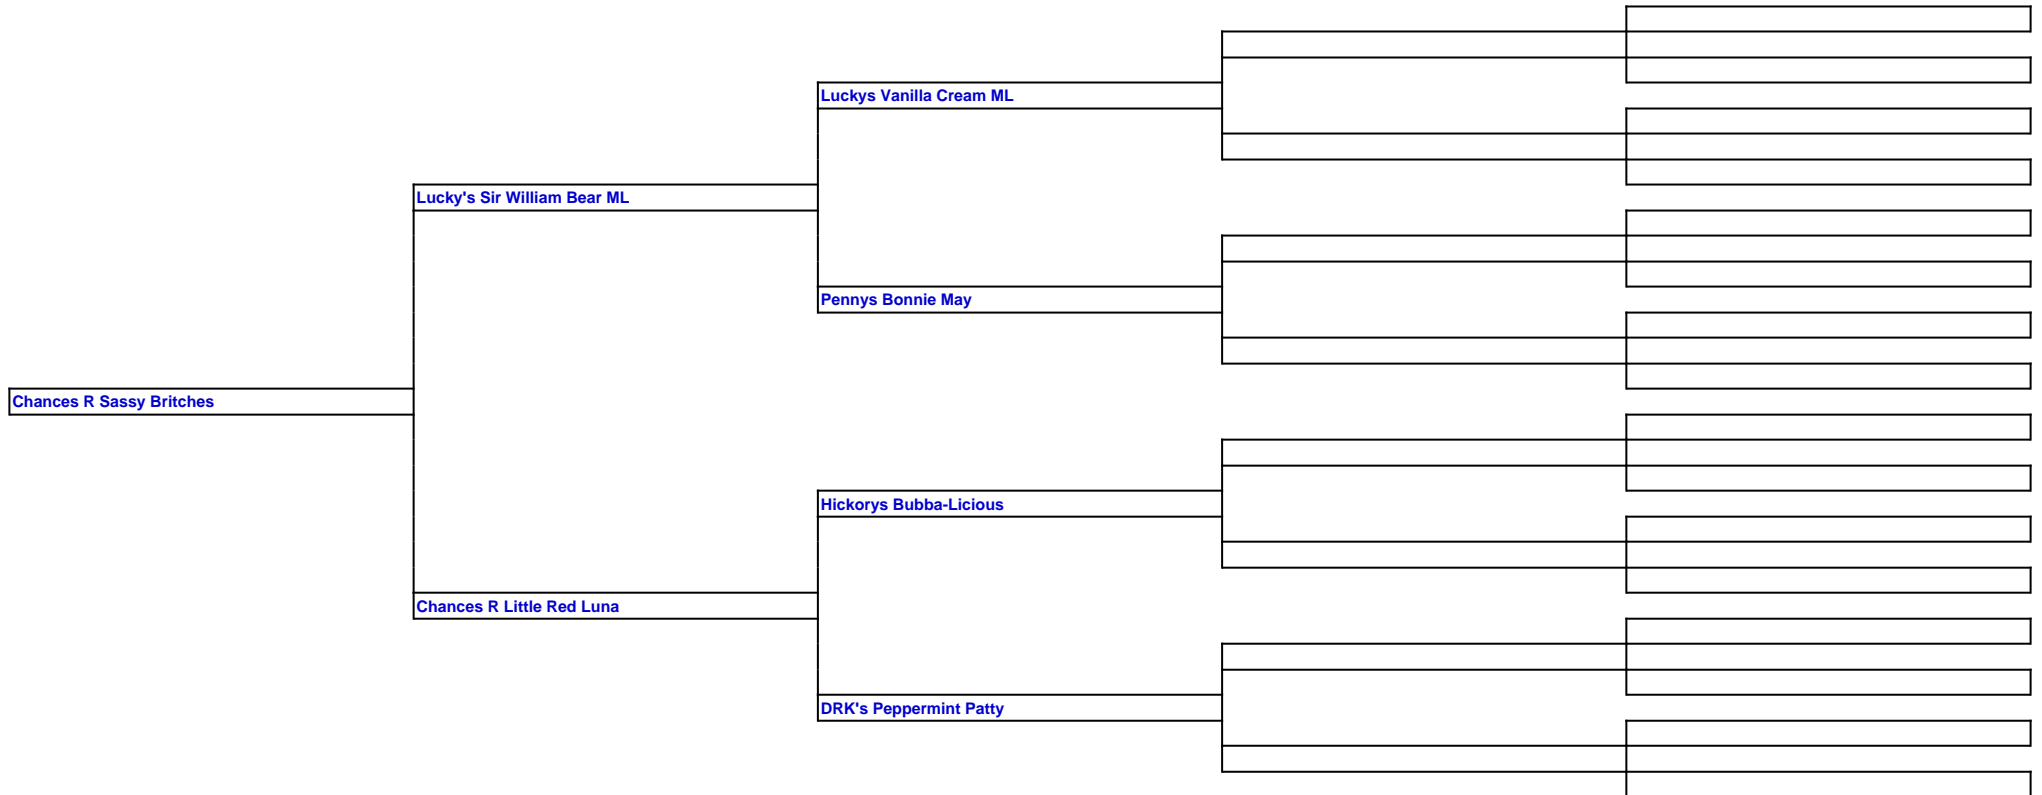 Luckys Vanilla Cream ML
Lucky's Sir William Bear ML
Pennys Bonnie May
Chances R Sassy Britches
Hickorys Bubba-Licious
Chances R Little Red Luna
DRK's Peppermint Patty